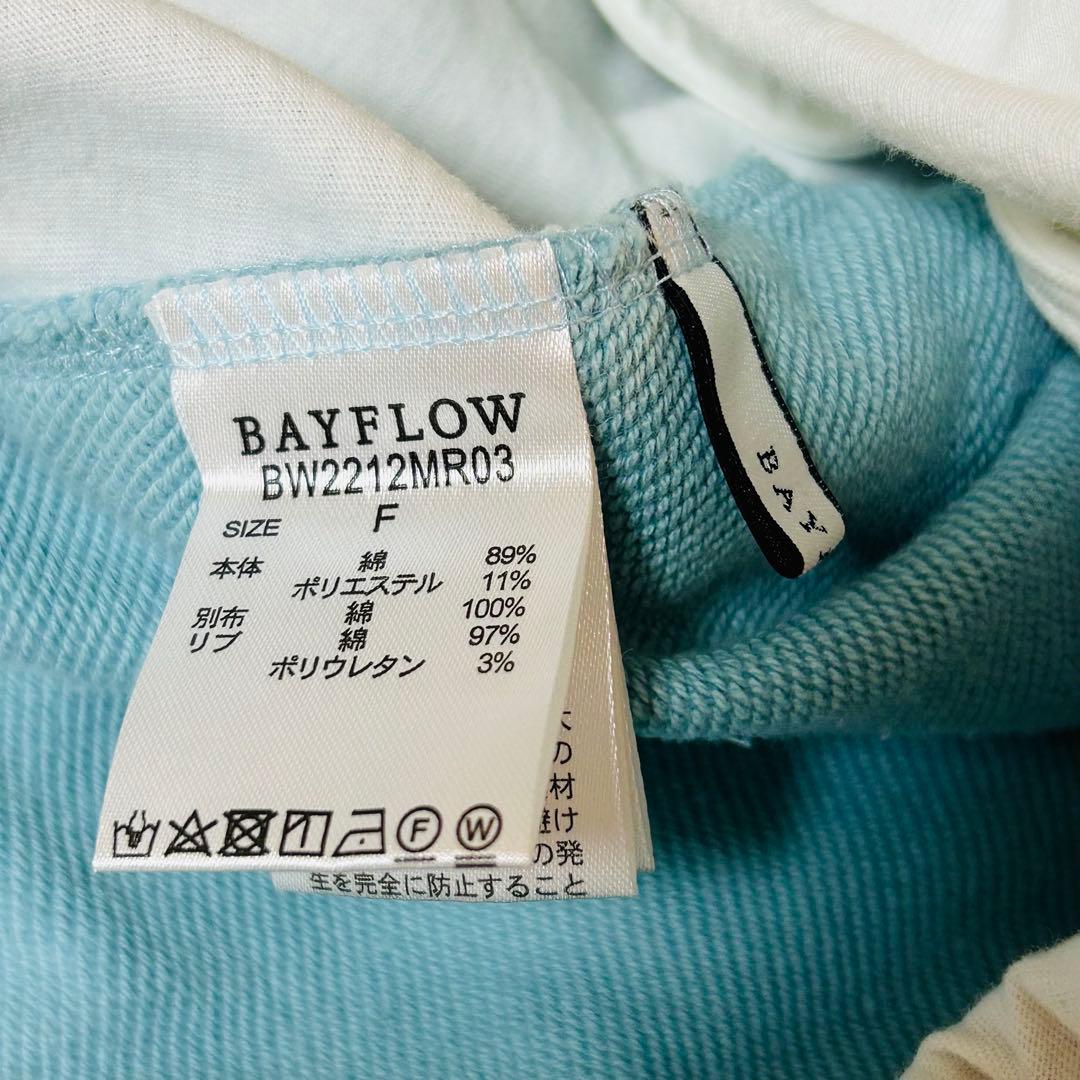 BAYFLOW
BW2212MR03
SIZE F
本体 綿 89%
ポリエステル 11%
別布 綿 100%
リブ 綿 97%
ポリウレタン 3%
F W
の
材
避け
の発
生を完全に防止すること
BAY